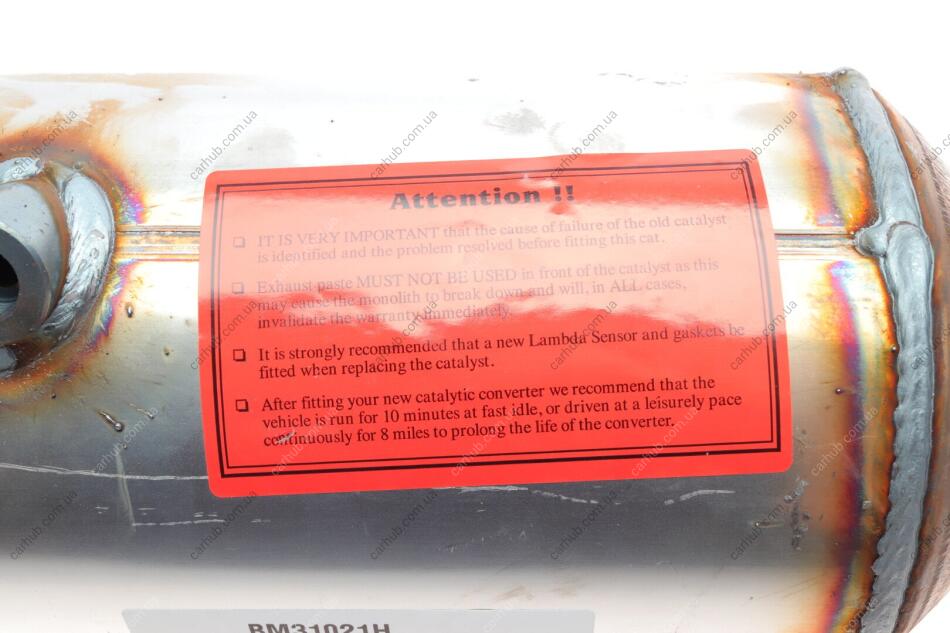 Attention !!
❏ IT IS VERY IMPORTANT that the cause of failure of the old catalyst
is identified and the problem resolved before fitting this cat.
❏ Exhaust paste MUST NOT BE USED in front of the catalyst as this
may cause the monolith to break down and will, in ALL cases,
invalidate the warranty immediately.
❏ It is strongly recommended that a new Lambda Sensor and gaskets be
fitted when replacing the catalyst.
❏ After fitting your new catalytic converter we recommend that the
vehicle is run for 10 minutes at fast idle, or driven at a leisurely pace
continuously for 8 miles to prolong the life of the converter.
BM31021H
carhub.com.ua